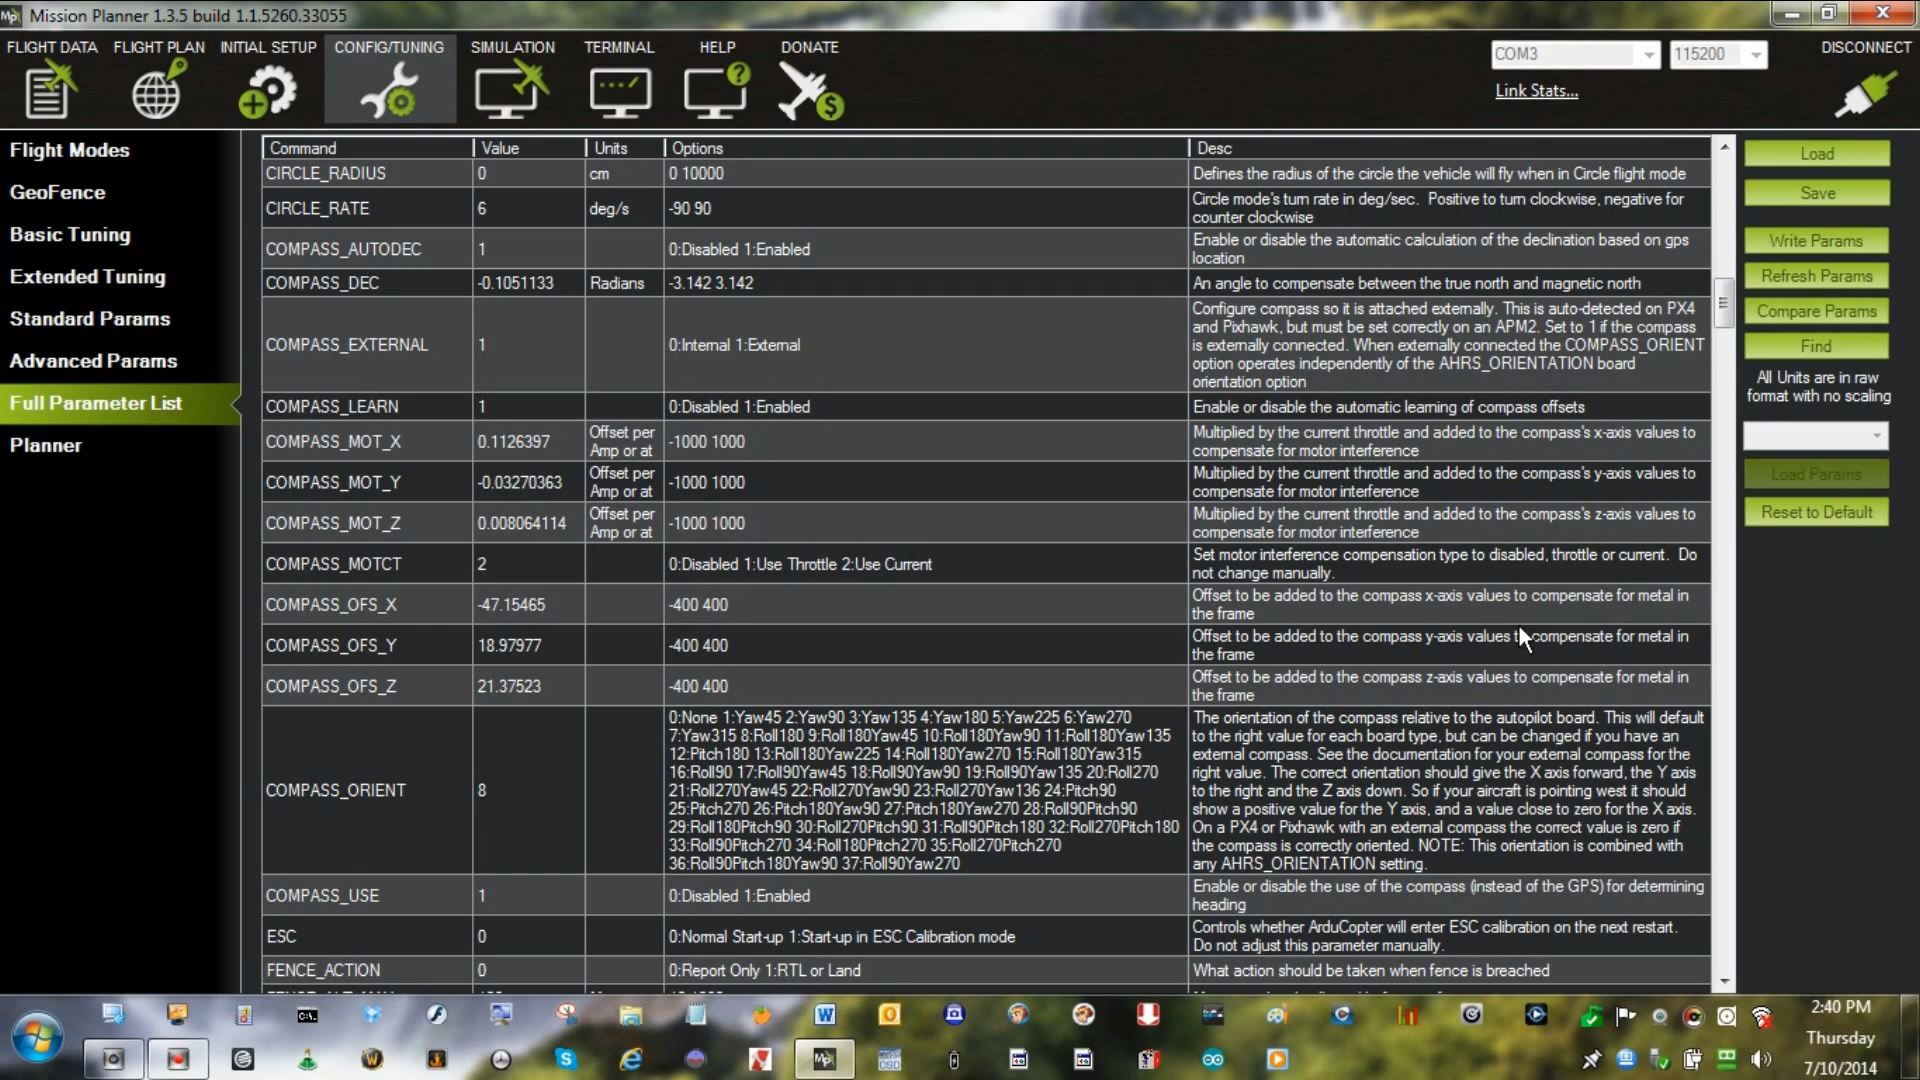 Mission Planner 1.3.5 build 1.1.5260.33055
FLIGHT DATA FLIGHT PLAN INITIAL SETUP CONFIG/TUNING SIMULATION TERMINAL HELP DONATE
COM3 115200 DISCONNECT
Link Stats...
Flight Modes
GeoFence
Basic Tuning
Extended Tuning
Standard Params
Advanced Params
Full Parameter List
Planner
Command Value Units Options Desc
CIRCLE_RADIUS 0 cm 0 10000 Defines the radius of the circle the vehicle will fly when in Circle flight mode
CIRCLE_RATE 6 deg/s -90 90 Circle mode's turn rate in deg/sec. Positive to turn clockwise, negative for
counter clockwise
COMPASS_AUTODEC 1 0:Disabled 1:Enabled Enable or disable the automatic calculation of the declination based on gps
location
COMPASS_DEC -0.1051133 Radians -3.142 3.142 An angle to compensate between the true north and magnetic north
COMPASS_EXTERNAL 1 0:Internal 1:External Configure compass so it is attached externally. This is auto-detected on PX4
and Pixhawk, but must be set correctly on an APM2. Set to 1 if the compass
is externally connected. When externally connected the COMPASS_ORIENT
option operates independently of the AHRS_ORIENTATION board
orientation option
COMPASS_LEARN 1 0:Disabled 1:Enabled Enable or disable the automatic learning of compass offsets
COMPASS_MOT_X 0.1126397 Offset per
Amp or at -1000 1000 Multiplied by the current throttle and added to the compass's x-axis values to
compensate for motor interference
COMPASS_MOT_Y -0.03270363 Offset per
Amp or at -1000 1000 Multiplied by the current throttle and added to the compass's y-axis values to
compensate for motor interference
COMPASS_MOT_Z 0.008064114 Offset per
Amp or at -1000 1000 Multiplied by the current throttle and added to the compass's z-axis values to
compensate for motor interference
COMPASS_MOTCT 2 0:Disabled 1:Use Throttle 2:Use Current Set motor interference compensation type to disabled, throttle or current. Do
not change manually.
COMPASS_OFS_X -47.15465 -400 400 Offset to be added to the compass x-axis values to compensate for metal in
the frame
COMPASS_OFS_Y 18.97977 -400 400 Offset to be added to the compass y-axis values compensate for metal in
the frame
COMPASS_OFS_Z 21.37523 -400 400 Offset to be added to the compass z-axis values to compensate for metal in
the frame
COMPASS_ORIENT 8
0:None 1:Yaw45 2:Yaw90 3:Yaw135 4:Yaw180 5:Yaw225 6:Yaw270
7:Yaw315 8:Roll180 9:Roll180Yaw45 10:Roll180Yaw90 11:Roll180Yaw135
12:Pitch180 13:Roll180Yaw225 14:Roll180Yaw270 15:Roll180Yaw315
16:Roll90 17:Roll90Yaw45 18:Roll90Yaw90 19:Roll90Yaw135 20:Roll270
21:Roll270Yaw45 22:Roll270Yaw90 23:Roll270Yaw136 24:Pitch90
25:Pitch270 26:Pitch180Yaw90 27:Pitch180Yaw270 28:Roll90Pitch90
29:Roll180Pitch90 30:Roll270Pitch90 31:Roll90Pitch180 32:Roll270Pitch180
33:Roll90Pitch270 34:Roll180Pitch270 35:Roll270Pitch270
36:Roll90Pitch180Yaw90 37:Roll90Yaw270
The orientation of the compass relative to the autopilot board. This will default
to the right value for each board type, but can be changed if you have an
external compass. See the documentation for your external compass for the
right value. The correct orientation should give the X axis forward, the Y axis
to the right and the Z axis down. So if your aircraft is pointing west it should
show a positive value for the Y axis, and a value close to zero for the X axis.
On a PX4 or Pixhawk with an external compass the correct value is zero if
the compass is correctly oriented. NOTE: This orientation is combined with
any AHRS_ORIENTATION setting.
COMPASS_USE 1 0:Disabled 1:Enabled Enable or disable the use of the compass (instead of the GPS) for determining
heading
ESC 0 0:Normal Start-up 1:Start-up in ESC Calibration mode Controls whether ArduCopter will enter ESC calibration on the next restart.
Do not adjust this parameter manually.
FENCE_ACTION 0 0:Report Only 1:RTL or Land What action should be taken when fence is breached
Load
Save
Write Params
Refresh Params
Compare Params
Find
All Units are in raw
format with no scaling
Load Params
Reset to Default
2:40 PM
Thursday
7/10/2014